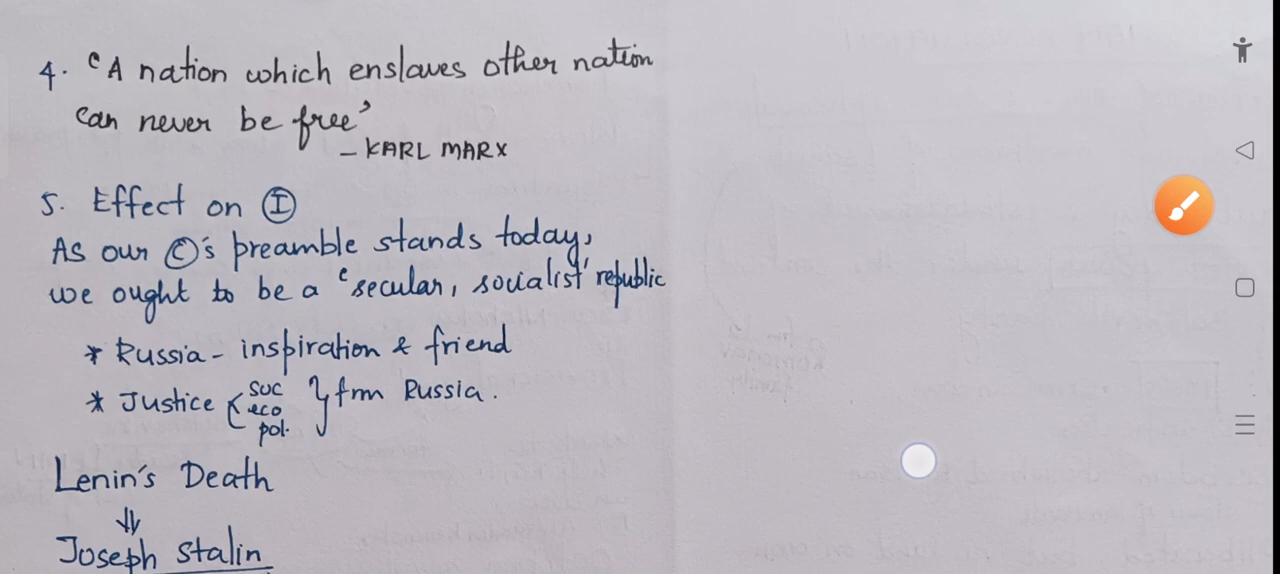 4. ‘A nation which enslaves other nation
can never be free’
- KARL MARX
5. Effect on Ⓘ
As our ©'s preamble stands today,
we ought to be a ‘secular, socialist’ republic
* Russia - inspiration & friend
* Justice { soc
eco
pol. } frm Russia.
Lenin's Death
⇓
Joseph Stalin